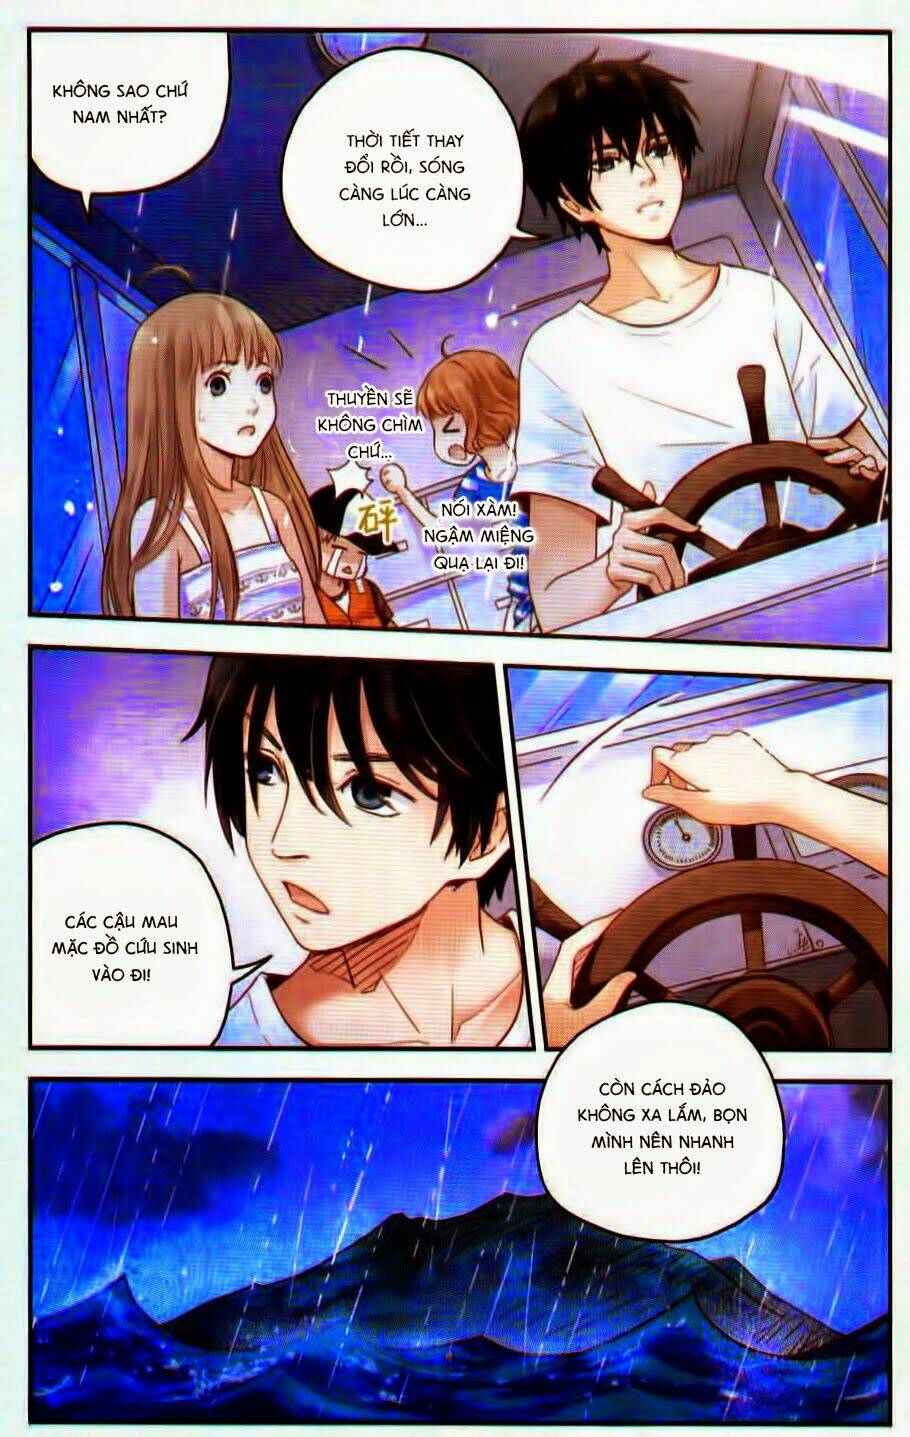 KHÔNG SAO CHỨ
NAM NHẤT?
THỜI TIẾT THAY
ĐỔI RỒI, SÓNG
CÀNG LÚC CÀNG
LỚN...
THUYỀN SẼ
KHÔNG CHÌM
CHỨ...
砰
NÓI XÀM!
NGẬM MIỆNG
QUẠ LẠI ĐI!
CÁC CẬU MAU
MẶC ĐỒ CỨU SINH
VÀO ĐI!
CÒN CÁCH ĐẢO
KHÔNG XA LẮM, BỌN
MÌNH NÊN NHANH
LÊN THÔI!